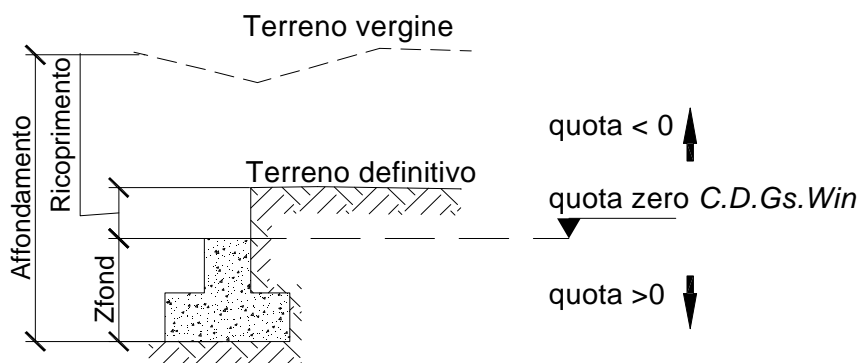 Terreno vergine
Affondamento
Ricoprimento
quota < 0
Terreno definitivo
quota zero C.D.Gs.Win
Zfond
quota >0